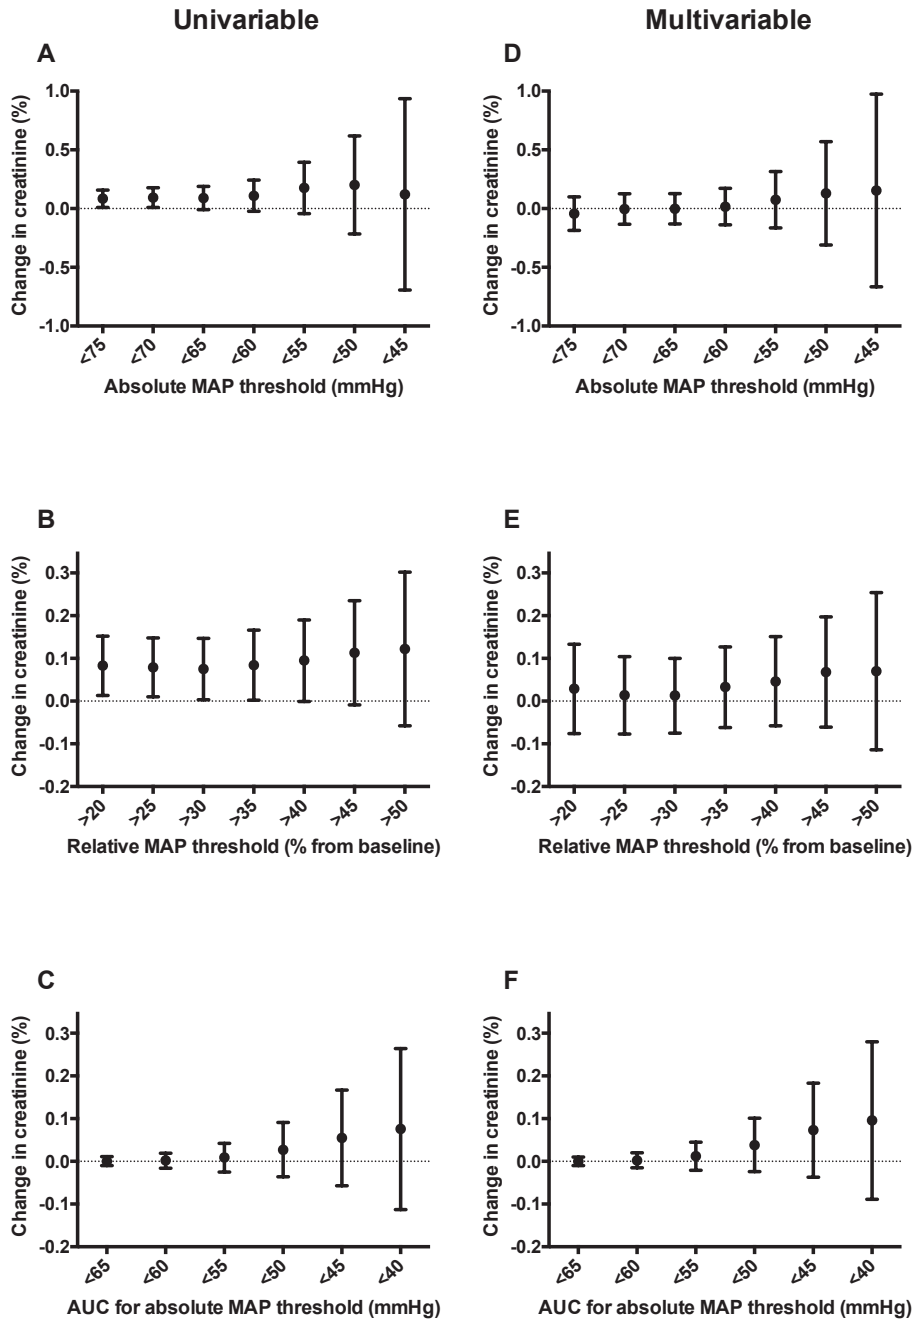 Univariable
Multivariable
A
Change in creatinine (%)
1.0
0.5
0.0
-0.5
-1.0
<75 <70 <65 <60 <55 <50 <45
Absolute MAP threshold (mmHg)
D
Change in creatinine (%)
1.0
0.5
0.0
-0.5
-1.0
<75 <70 <65 <60 <55 <50 <45
Absolute MAP threshold (mmHg)
B
Change in creatinine (%)
0.3
0.2
0.1
0.0
-0.1
-0.2
>20 >25 >30 >35 >40 >45 >50
Relative MAP threshold (% from baseline)
E
Change in creatinine (%)
0.3
0.2
0.1
0.0
-0.1
-0.2
>20 >25 >30 >35 >40 >45 >50
Relative MAP threshold (% from baseline)
C
Change in creatinine (%)
0.3
0.2
0.1
0.0
-0.1
-0.2
<65 <60 <55 <50 <45 <40
AUC for absolute MAP threshold (mmHg)
F
Change in creatinine (%)
0.3
0.2
0.1
0.0
-0.1
-0.2
<65 <60 <55 <50 <45 <40
AUC for absolute MAP threshold (mmHg)